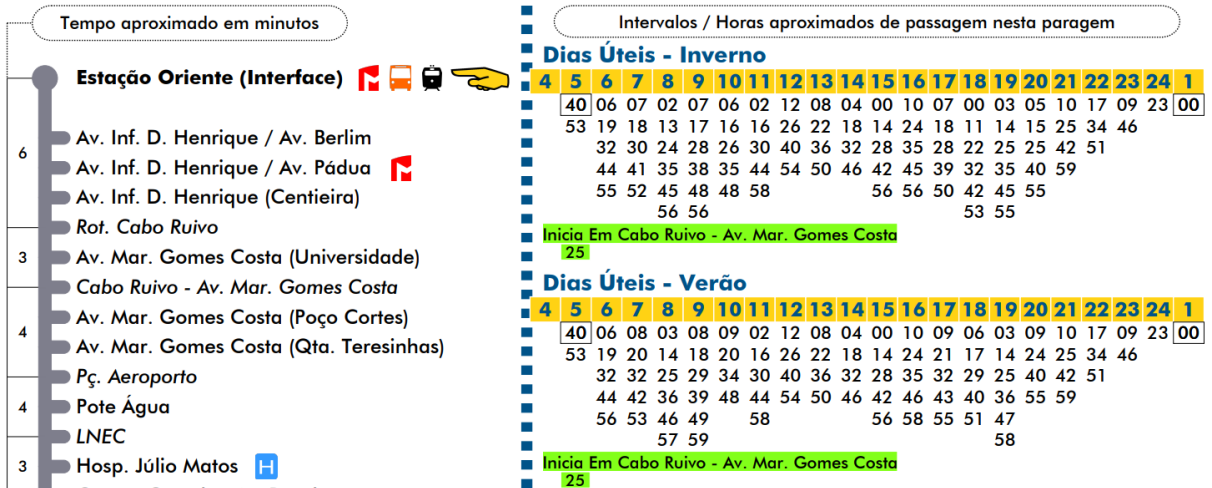 Tempo aproximado em minutos
Estação Oriente (Interface)
6
Av. Inf. D. Henrique / Av. Berlim
Av. Inf. D. Henrique / Av. Pádua
Av. Inf. D. Henrique (Centieira)
Rot. Cabo Ruivo
3
Av. Mar. Gomes Costa (Universidade)
Cabo Ruivo - Av. Mar. Gomes Costa
4
Av. Mar. Gomes Costa (Poço Cortes)
Av. Mar. Gomes Costa (Qta. Teresinhas)
Pç. Aeroporto
4
Pote Água
LNEC
3
Hosp. Júlio Matos H
Intervalos / Horas aproximados de passagem nesta paragem
Dias Úteis - Inverno
4 5 6 7 8 9 10 11 12 13 14 15 16 17 18 19 20 21 22 23 24 1
40 06 07 02 07 06 02 12 08 04 00 10 07 00 03 05 10 17 09 23 00
53 19 18 13 17 16 16 26 22 18 14 24 18 11 14 15 25 34 46
32 30 24 28 26 30 40 36 32 28 35 28 22 25 25 42 51
44 41 35 38 35 44 54 50 46 42 45 39 32 35 40 59
55 52 45 48 48 58 56 56 50 42 45 55
56 56 53 55
Inicia Em Cabo Ruivo - Av. Mar. Gomes Costa
25
Dias Úteis - Verão
4 5 6 7 8 9 10 11 12 13 14 15 16 17 18 19 20 21 22 23 24 1
40 06 08 03 08 09 02 12 08 04 00 10 09 06 03 09 10 17 09 23 00
53 19 20 14 18 20 16 26 22 18 14 24 21 17 14 24 25 34 46
32 32 25 29 34 30 40 36 32 28 35 32 29 25 40 42 51
44 42 36 39 48 44 54 50 46 42 46 43 40 36 55 59
56 53 46 49 58 56 58 55 51 47
57 59 58
Inicia Em Cabo Ruivo - Av. Mar. Gomes Costa
25